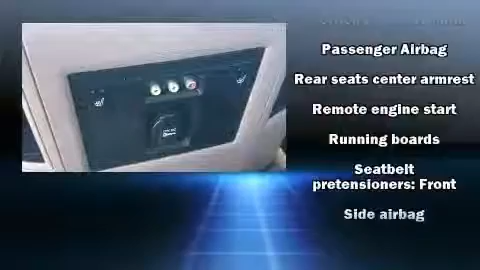 Passenger Airbag
Rear seats center armrest
Remote engine start
Running boards
Seatbelt
pretensioners: Front
Side airbag